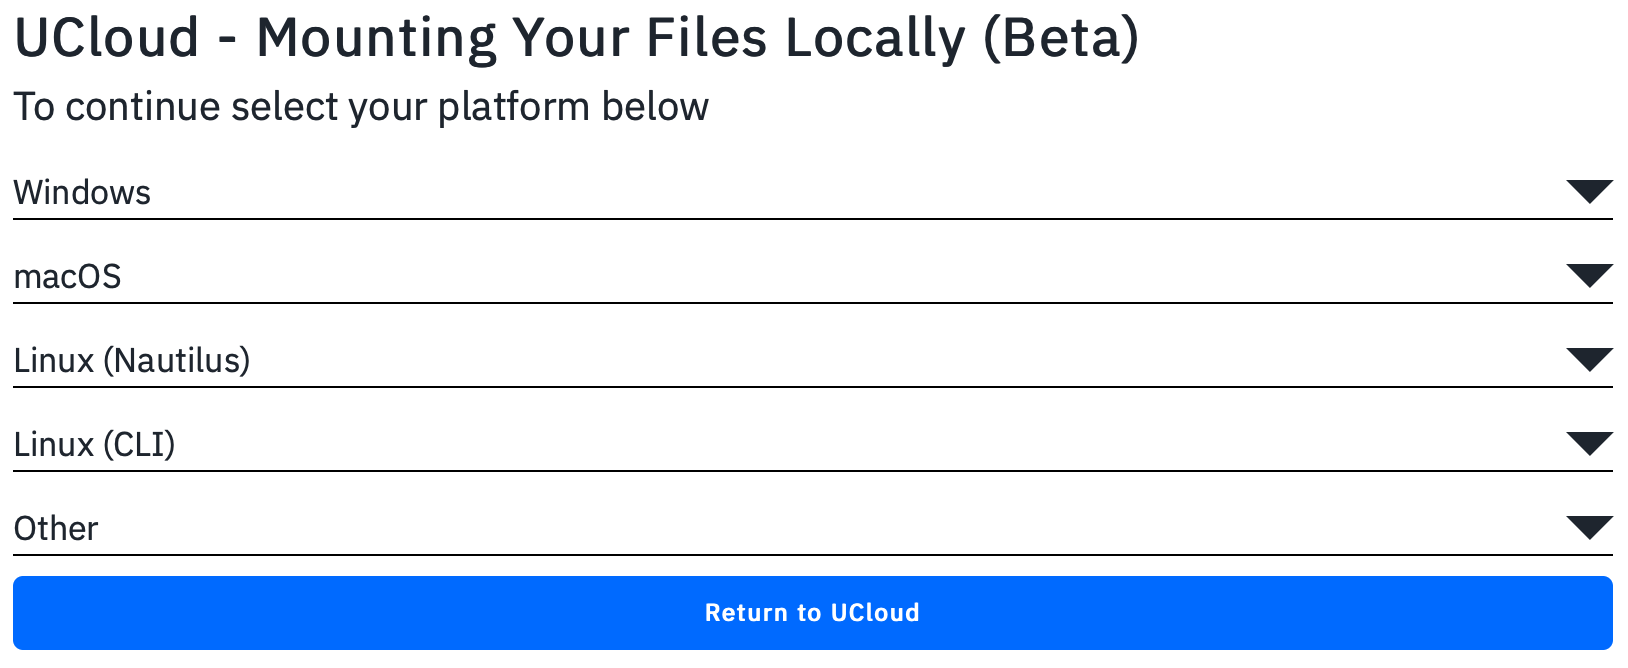 UCloud - Mounting Your Files Locally (Beta)
To continue select your platform below
Windows
macOS
Linux (Nautilus)
Linux (CLI)
Other
Return to UCloud